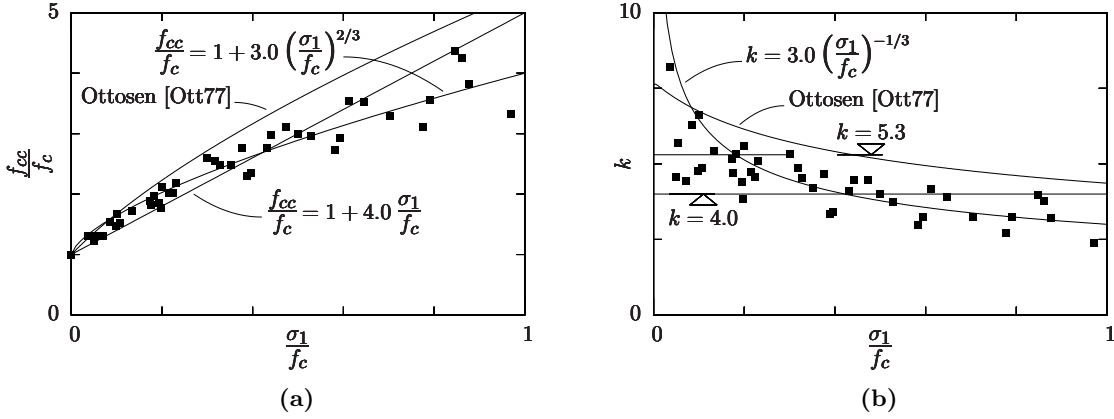 5
f_cc/f_c = 1 + 3.0 (σ_1/f_c)^{2/3}
Ottosen [Ott77]
f_cc/f_c
f_cc/f_c = 1 + 4.0 σ_1/f_c
0
0
σ_1/f_c
1
(a)
10
k = 3.0 (σ_1/f_c)^{−1/3}
Ottosen [Ott77]
k = 5.3
k
k = 4.0
0
0
σ_1/f_c
1
(b)